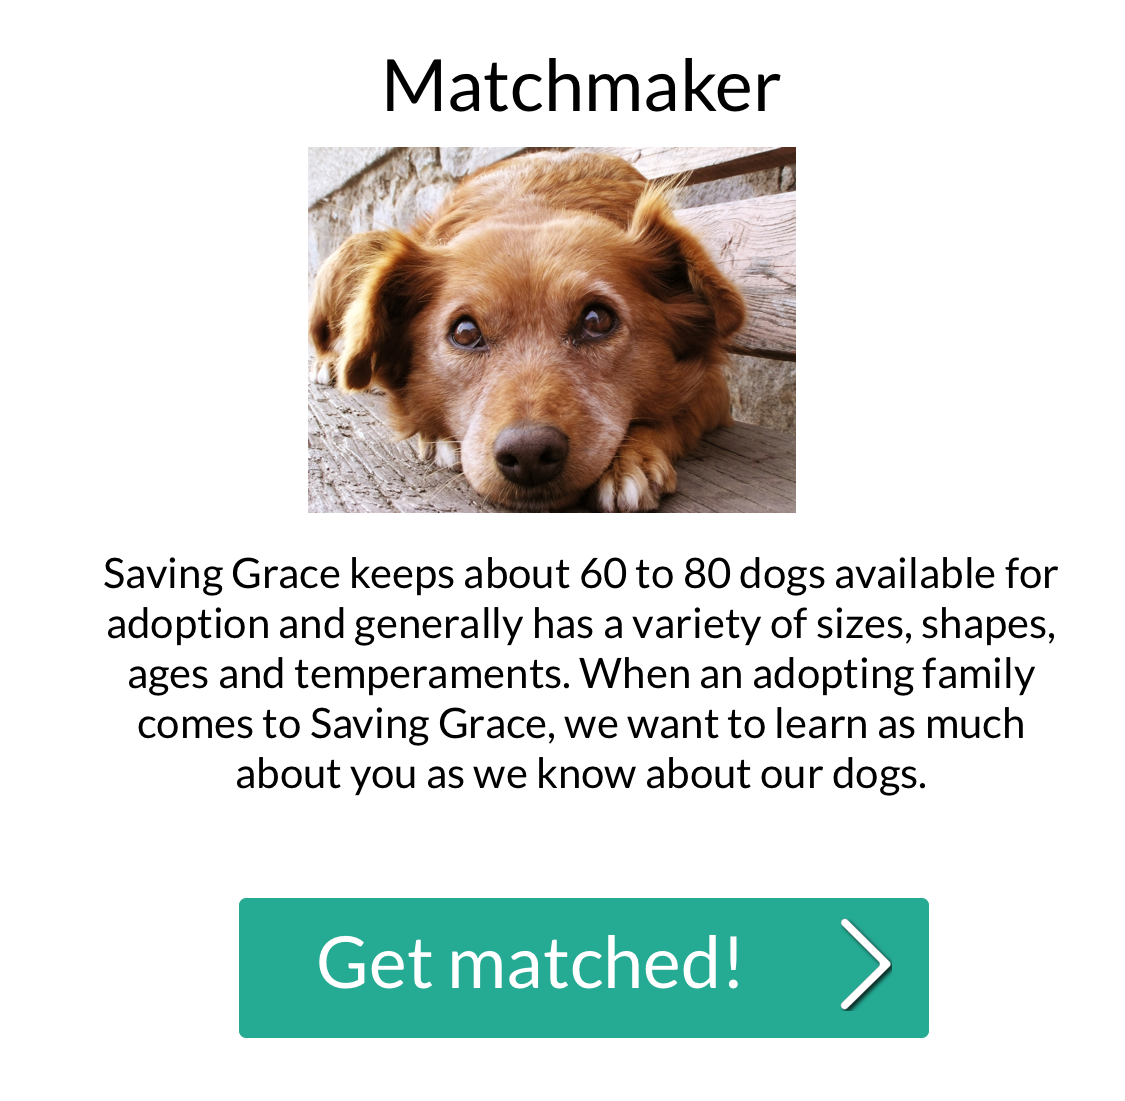 Matchmaker
Saving Grace keeps about 60 to 80 dogs available for
adoption and generally has a variety of sizes, shapes,
ages and temperaments. When an adopting family
comes to Saving Grace, we want to learn as much
about you as we know about our dogs.
Get matched!